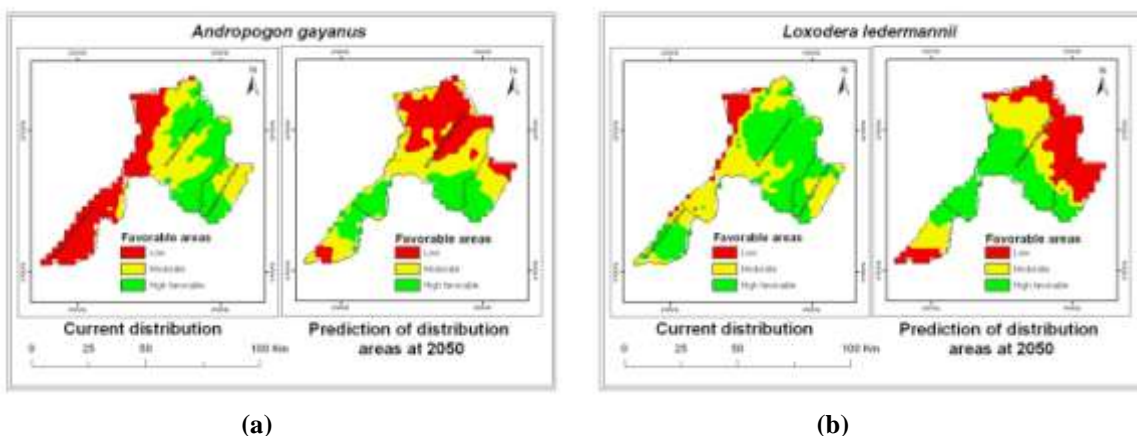 Andropogon gayanus
N
N
Favorable areas
Low
Moderate
High favorable
Favorable areas
Low
Moderate
High favorable
Current distribution
Prediction of distribution
areas at 2050
0 25 50 100 Km
(a)
Loxodera ledermannii
N
N
Favorable areas
Low
Moderate
High favorable
Favorable areas
Low
Moderate
High favorable
Current distribution
Prediction of distribution
areas at 2050
0 25 50 100 Km
(b)